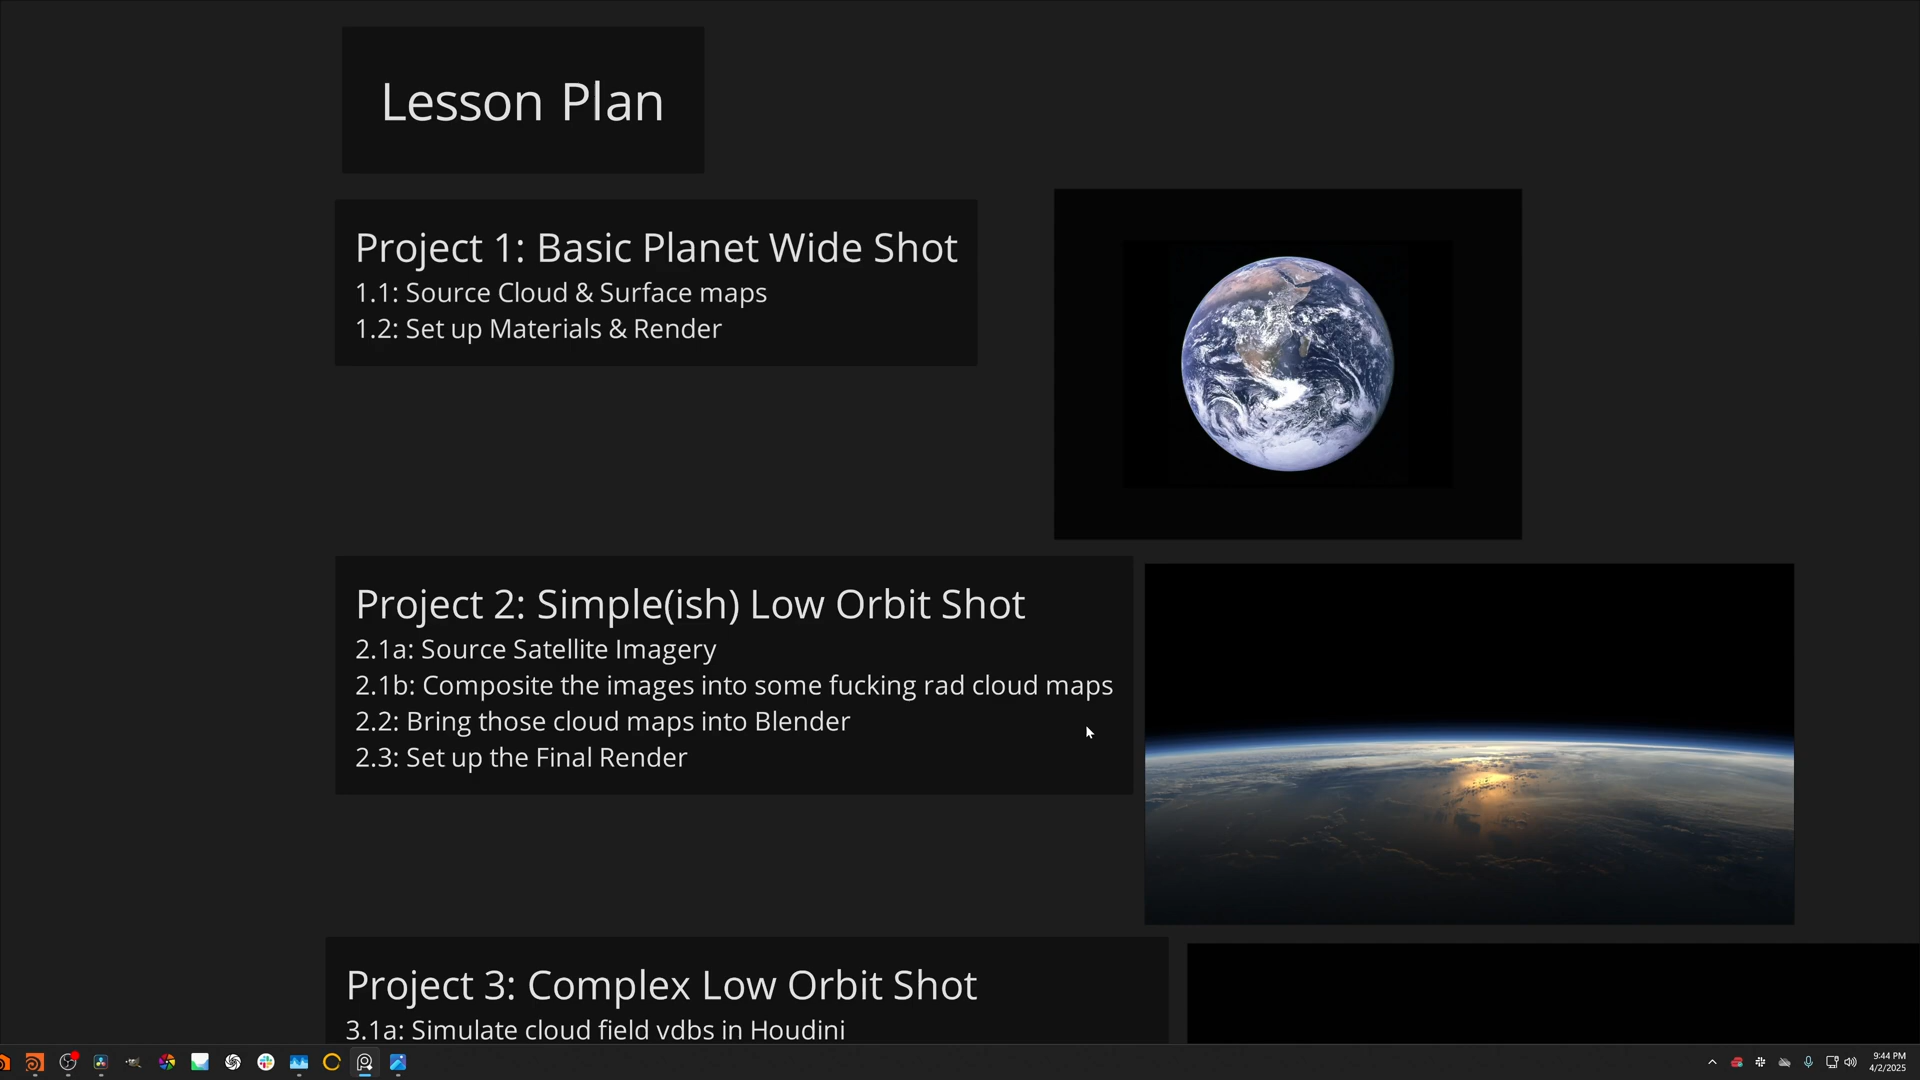 Lesson Plan
Project 1: Basic Planet Wide Shot
1.1: Source Cloud & Surface maps
1.2: Set up Materials & Render
Project 2: Simple(ish) Low Orbit Shot
2.1a: Source Satellite Imagery
2.1b: Composite the images into some fucking rad cloud maps
2.2: Bring those cloud maps into Blender
2.3: Set up the Final Render
Project 3: Complex Low Orbit Shot
3.1a: Simulate cloud field vdbs in Houdini
9:44 PM
4/2/2025